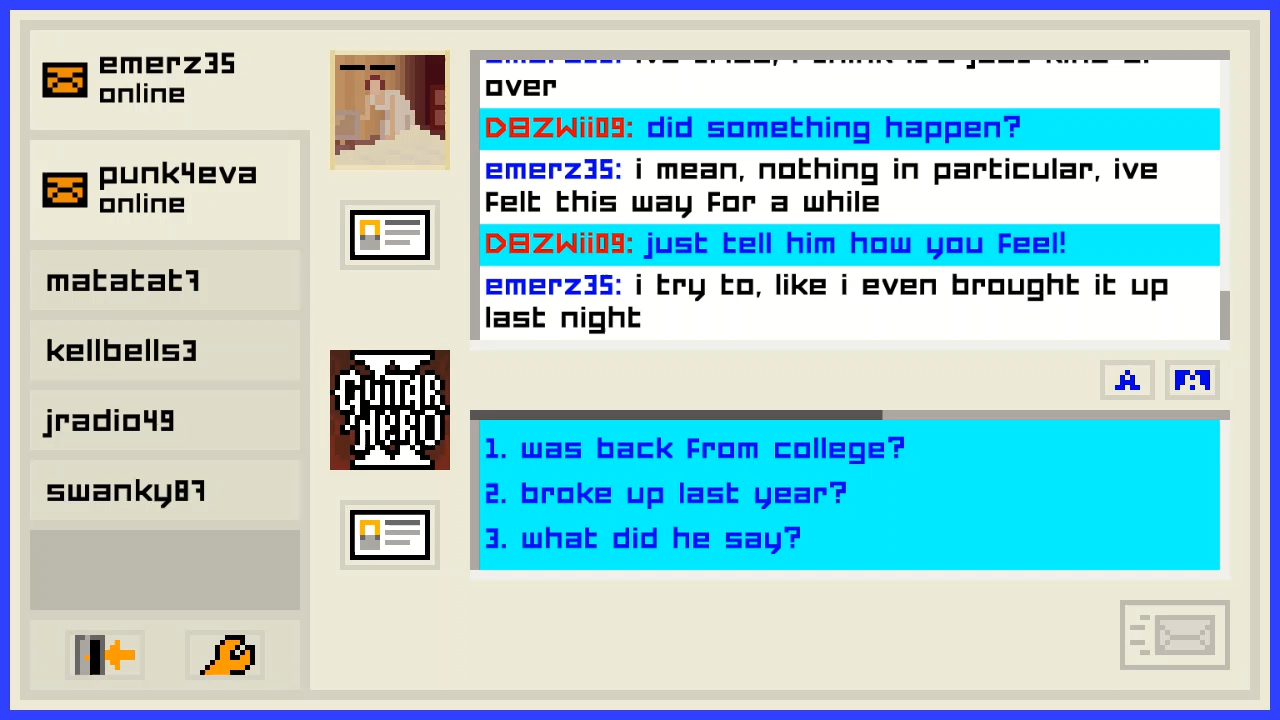 emerz35
online
punk4eva
online
matatat7
kellbells3
jradio49
swanky87
over
DBZWii09: did something happen?
emerz35: i mean, nothing in particular, ive
felt this way for a while
DBZWii09: just tell him how you feel!
emerz35: i try to, like i even brought it up
last night
GUITAR
HERO
A
1. was back from college?
2. broke up last year?
3. what did he say?